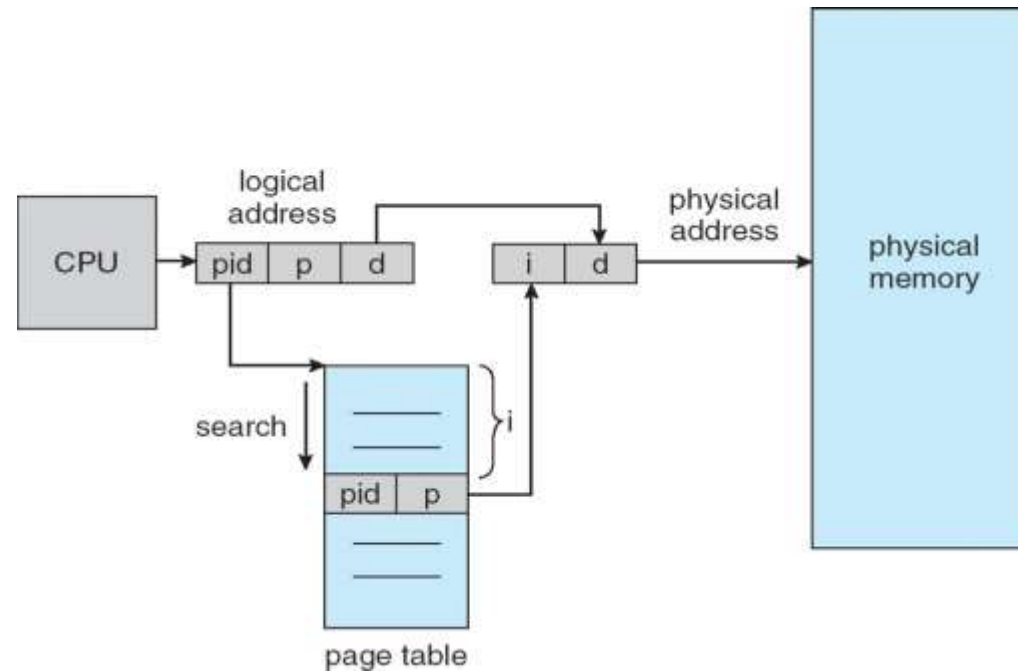 logical
address
physical
address
CPU
pid p d
i d
physical
memory
search
i
pid p
page table